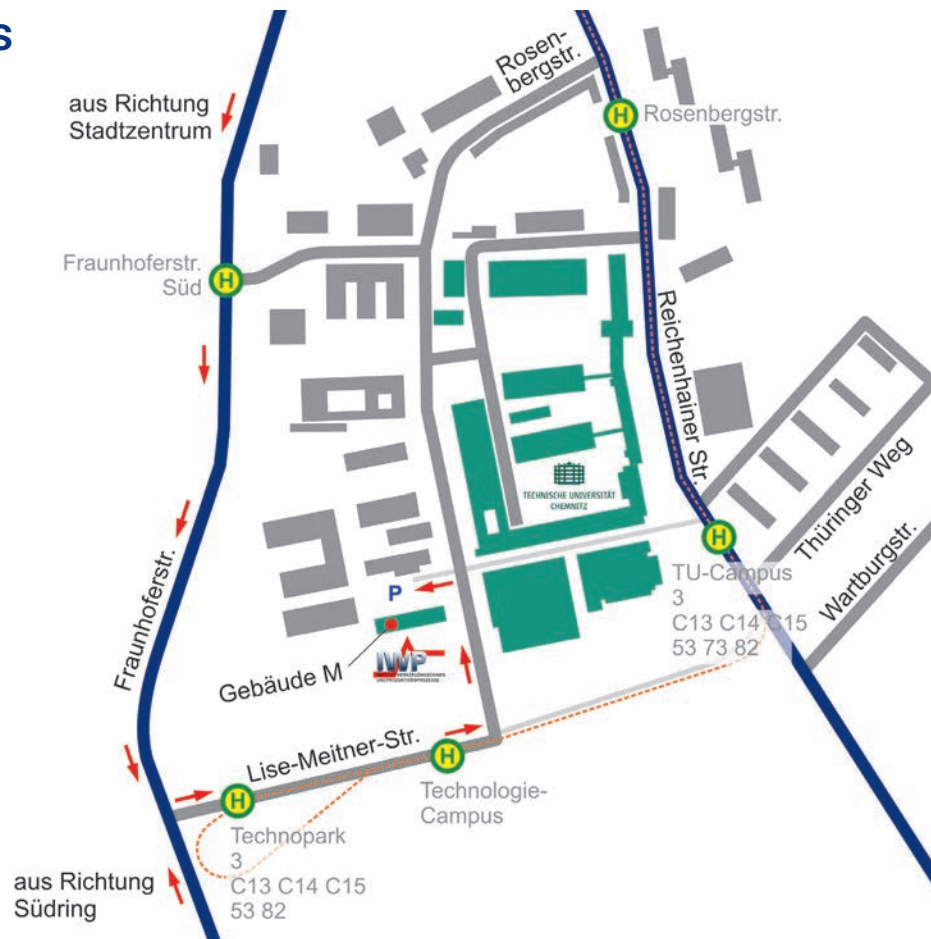 s
Rosen-
bergstr.
aus Richtung
Stadtzentrum
H
Rosenbergstr.
Fraunhoferstr.
Süd
H
Reichenhainer Str.
TECHNISCHE UNIVERSITÄT
CHEMNITZ
Thüringer Weg
Wartburgstr.
H
TU-Campus
3
C13 C14 C15
53 73 82
P
Fraunhoferstr.
Gebäude M
IWP
Lise-Meitner-Str.
H
Technologie-
Campus
H
Technopark
3
C13 C14 C15
53 82
aus Richtung
Südring